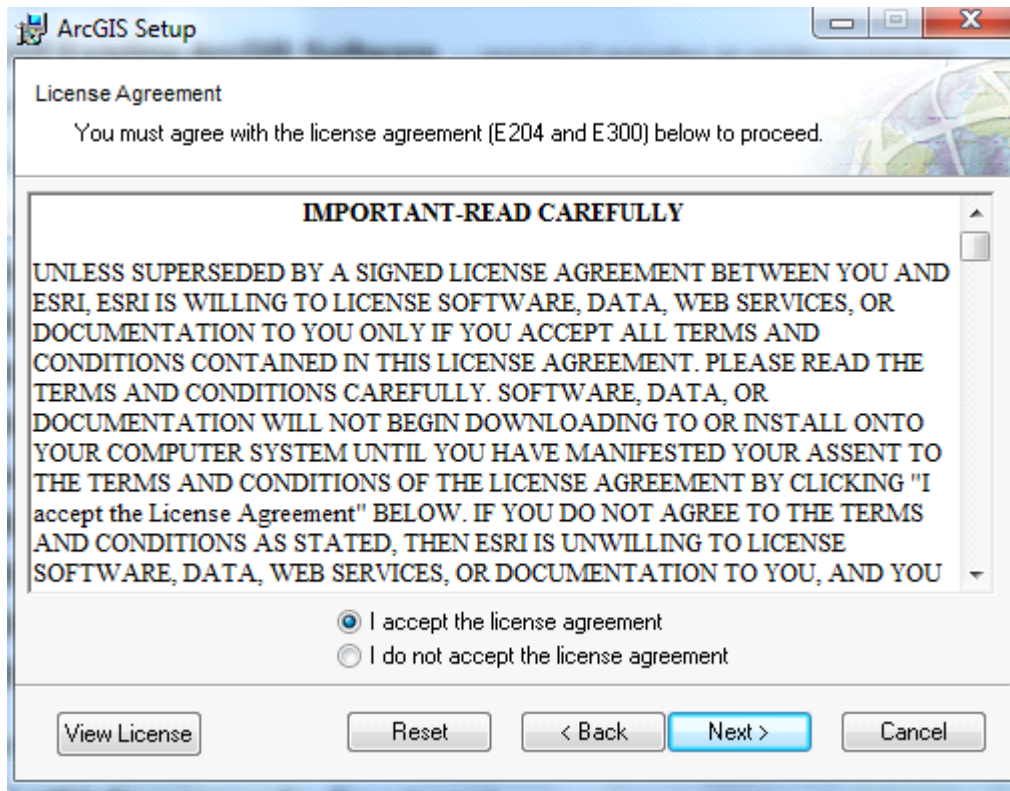 ArcGIS Setup
License Agreement
You must agree with the license agreement (E204 and E300) below to proceed.
IMPORTANT-READ CAREFULLY
UNLESS SUPERSEDED BY A SIGNED LICENSE AGREEMENT BETWEEN YOU AND
ESRI, ESRI IS WILLING TO LICENSE SOFTWARE, DATA, WEB SERVICES, OR
DOCUMENTATION TO YOU ONLY IF YOU ACCEPT ALL TERMS AND
CONDITIONS CONTAINED IN THIS LICENSE AGREEMENT. PLEASE READ THE
TERMS AND CONDITIONS CAREFULLY. SOFTWARE, DATA, OR
DOCUMENTATION WILL NOT BEGIN DOWNLOADING TO OR INSTALL ONTO
YOUR COMPUTER SYSTEM UNTIL YOU HAVE MANIFESTED YOUR ASSENT TO
THE TERMS AND CONDITIONS OF THE LICENSE AGREEMENT BY CLICKING "I
accept the License Agreement" BELOW. IF YOU DO NOT AGREE TO THE TERMS
AND CONDITIONS AS STATED, THEN ESRI IS UNWILLING TO LICENSE
SOFTWARE, DATA, WEB SERVICES, OR DOCUMENTATION TO YOU, AND YOU
I accept the license agreement
I do not accept the license agreement
View License
Reset
< Back
Next >
Cancel